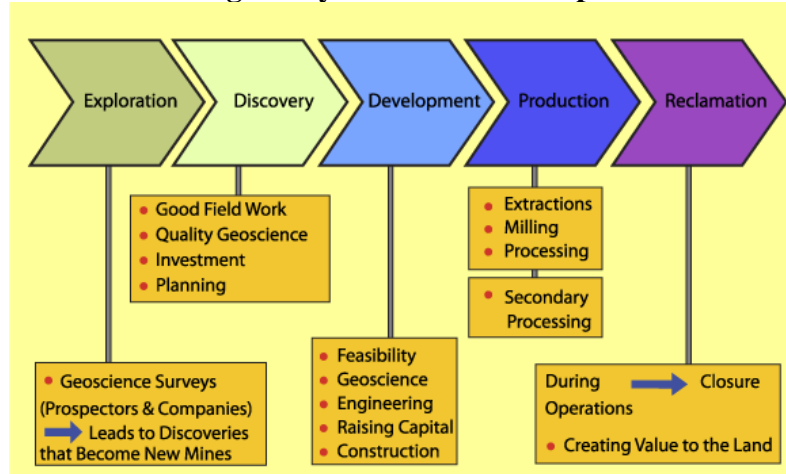 Exploration
Discovery
Development
Production
Reclamation
• Good Field Work
• Quality Geoscience
• Investment
• Planning
• Extractions
• Milling
• Processing
• Secondary
Processing
• Geoscience Surveys
(Prospectors & Companies)
Leads to Discoveries
that Become New Mines
• Feasibility
• Geoscience
• Engineering
• Raising Capital
• Construction
During Closure
Operations
• Creating Value to the Land